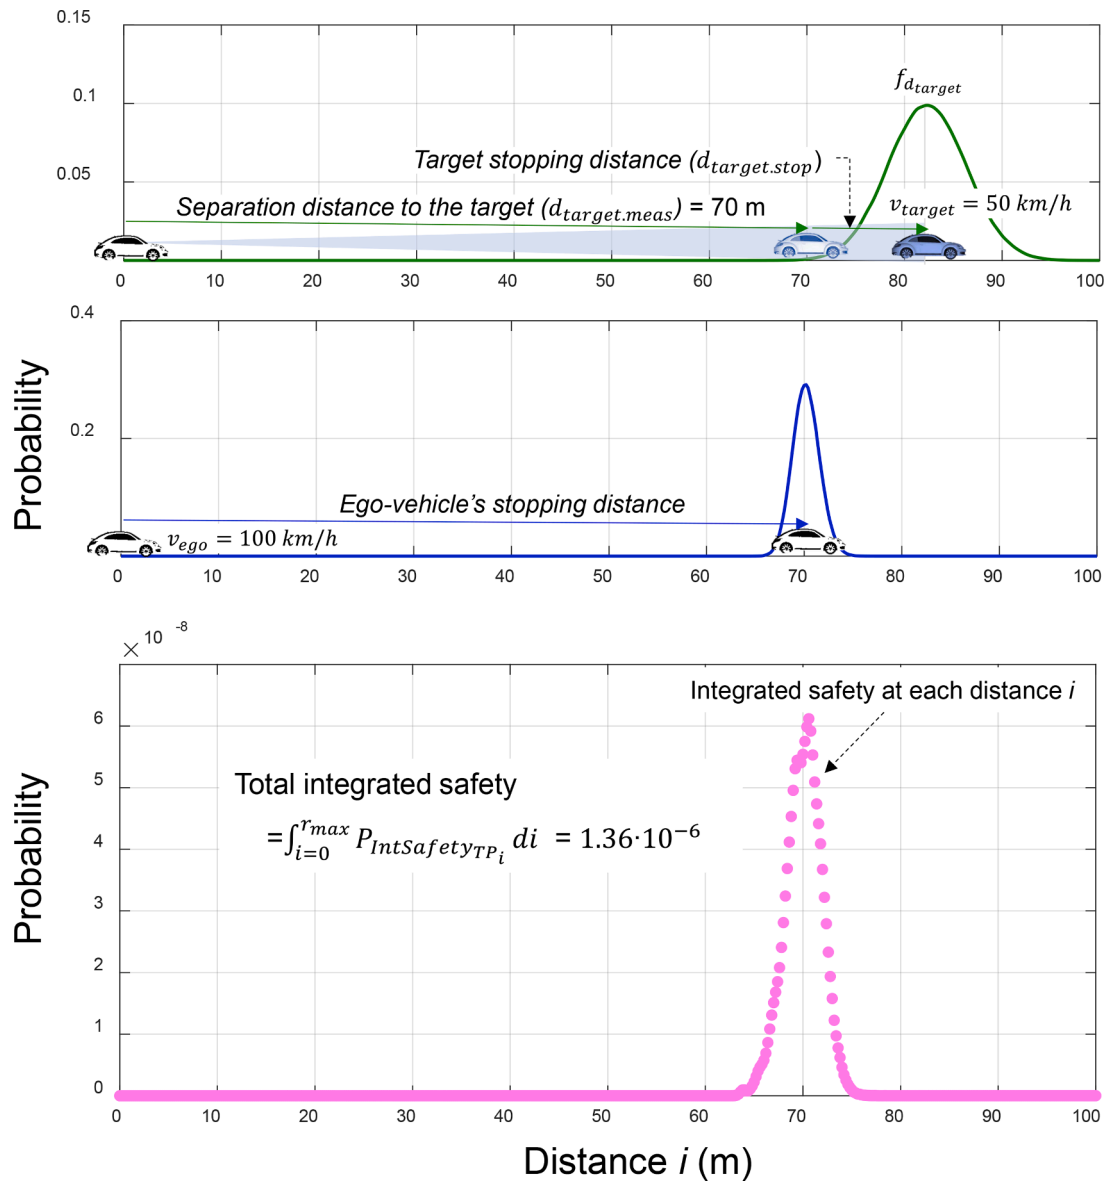 0.15
0.1
0.05
f_{d_{target}}
Target stopping distance (d_{target.stop})
Separation distance to the target (d_{target.meas}) = 70 m
v_{target} = 50 km/h
0 10 20 30 40 50 60 70 80 90 100
Probability
0.4
0.2
Ego-vehicle's stopping distance
v_{ego} = 100 km/h
0 10 20 30 40 50 60 70 80 90 100
Probability
×10 -8
6
5
4
3
2
1
0
Integrated safety at each distance i
Total integrated safety
=∫_{i=0}^{r_{max}} P_{IntSafety_{TP_i}} di = 1.36·10^{-6}
0 10 20 30 40 50 60 70 80 90 100
Distance i (m)